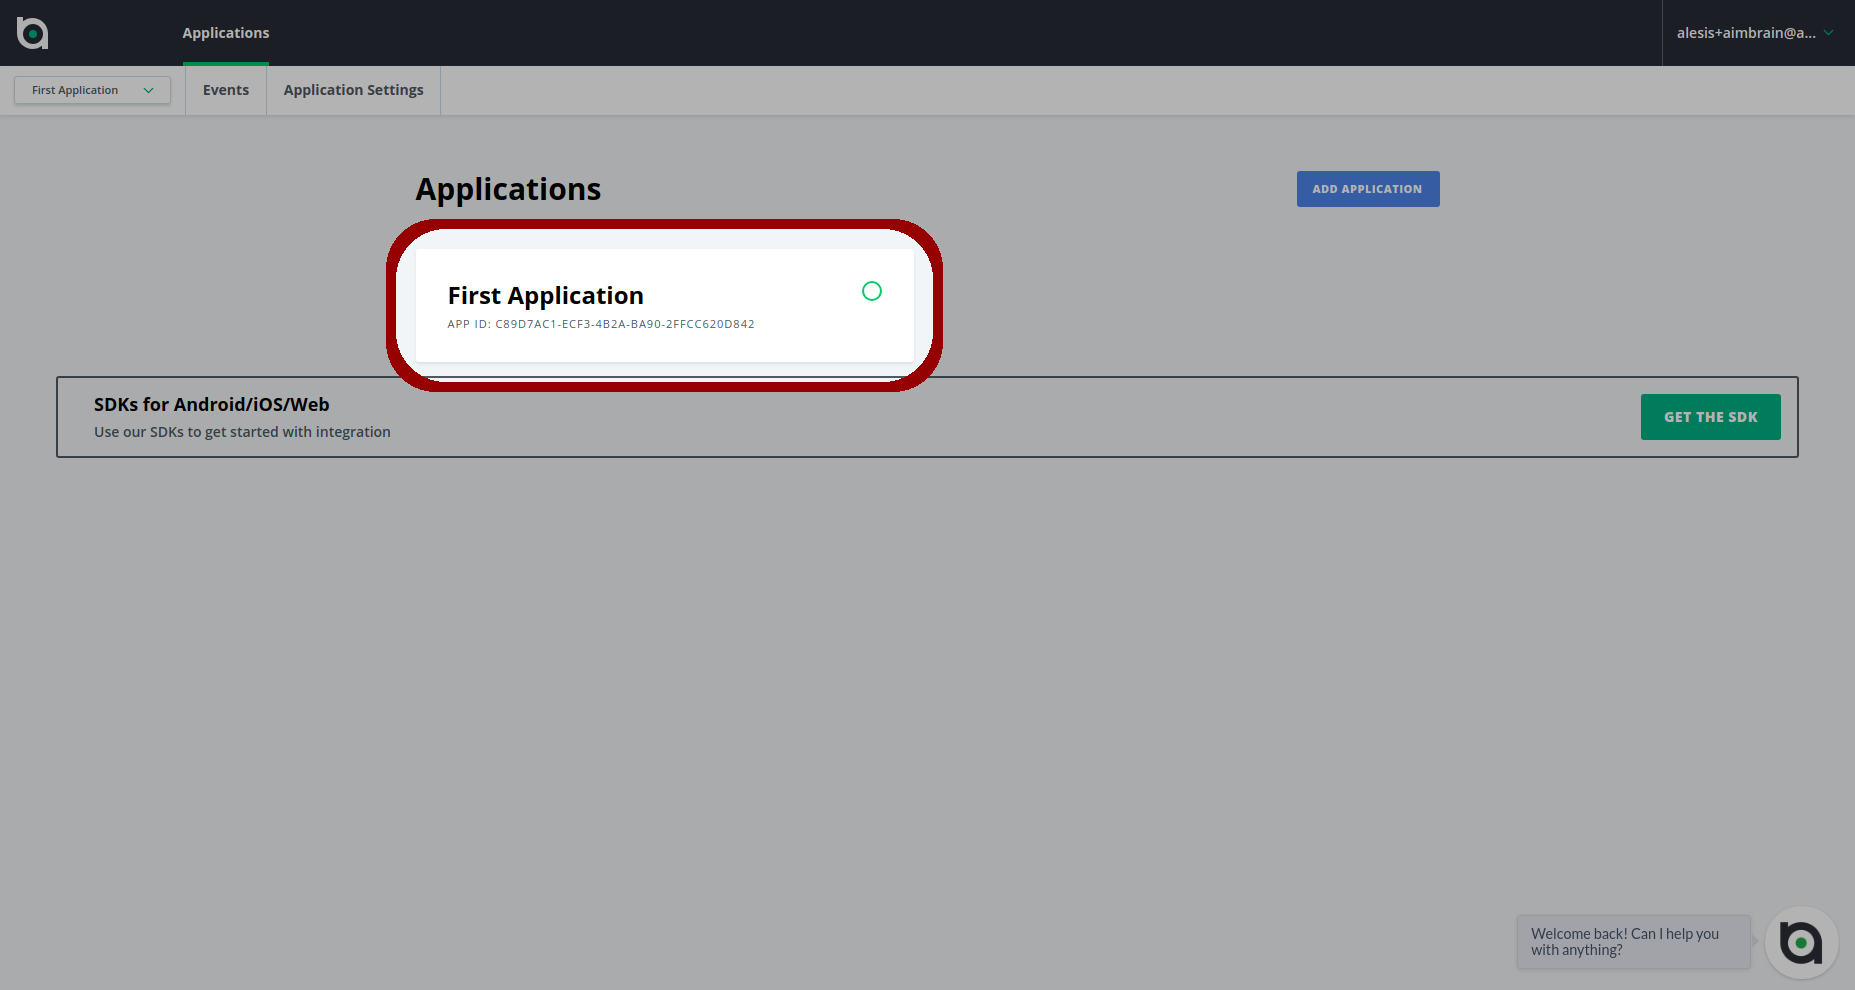 Applications
alesis+aimbrain@a...
First Application
Events
Application Settings
Applications
ADD APPLICATION
First Application
APP ID: C89D7AC1-ECF3-4B2A-BA90-2FFCC620D842
SDKs for Android/iOS/Web
Use our SDKs to get started with integration
GET THE SDK
Welcome back! Can I help you
with anything?